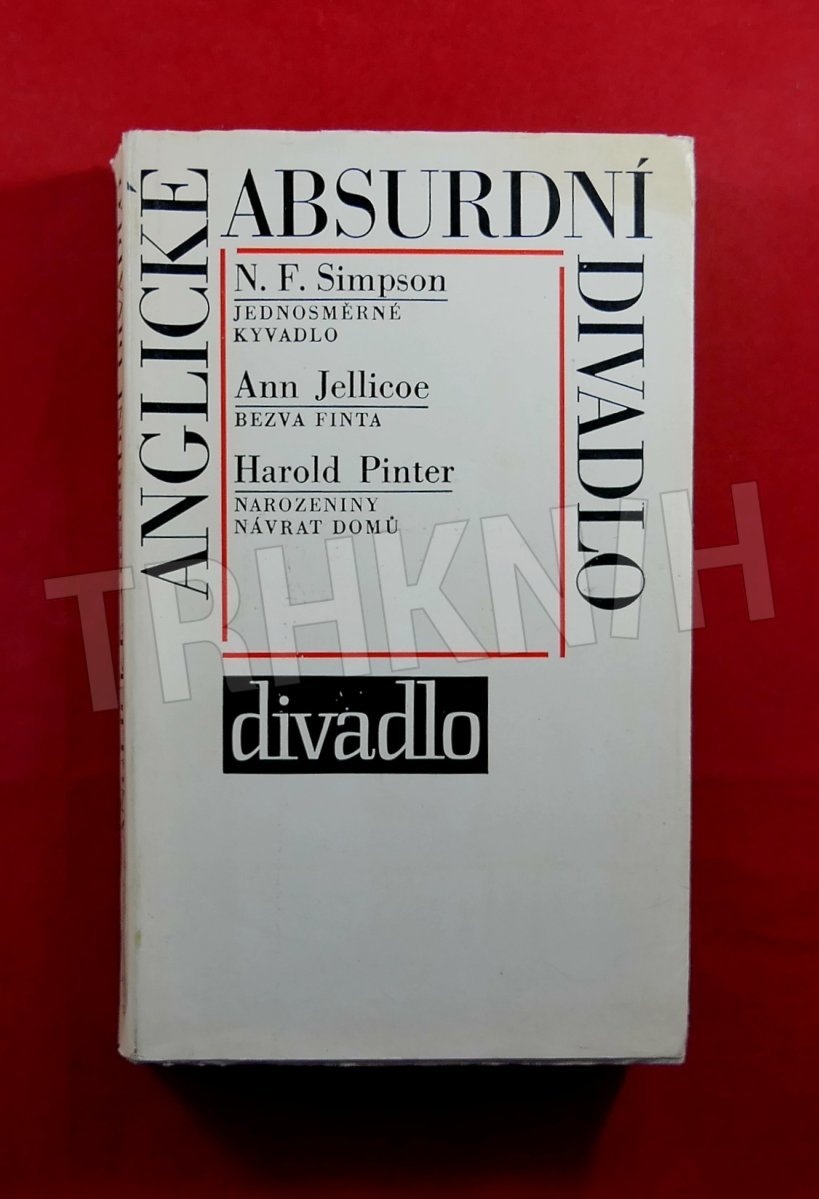 ANGLICKÉ
ABSURDNÍ
DIVADLO
N. F. Simpson
JEDNOSMĚRNÉ
KYVADLO
Ann Jellicoe
BEZVA FINTA
Harold Pinter
NAROZENINY
NÁVRAT DOMŮ
divadlo
TRHKNIH